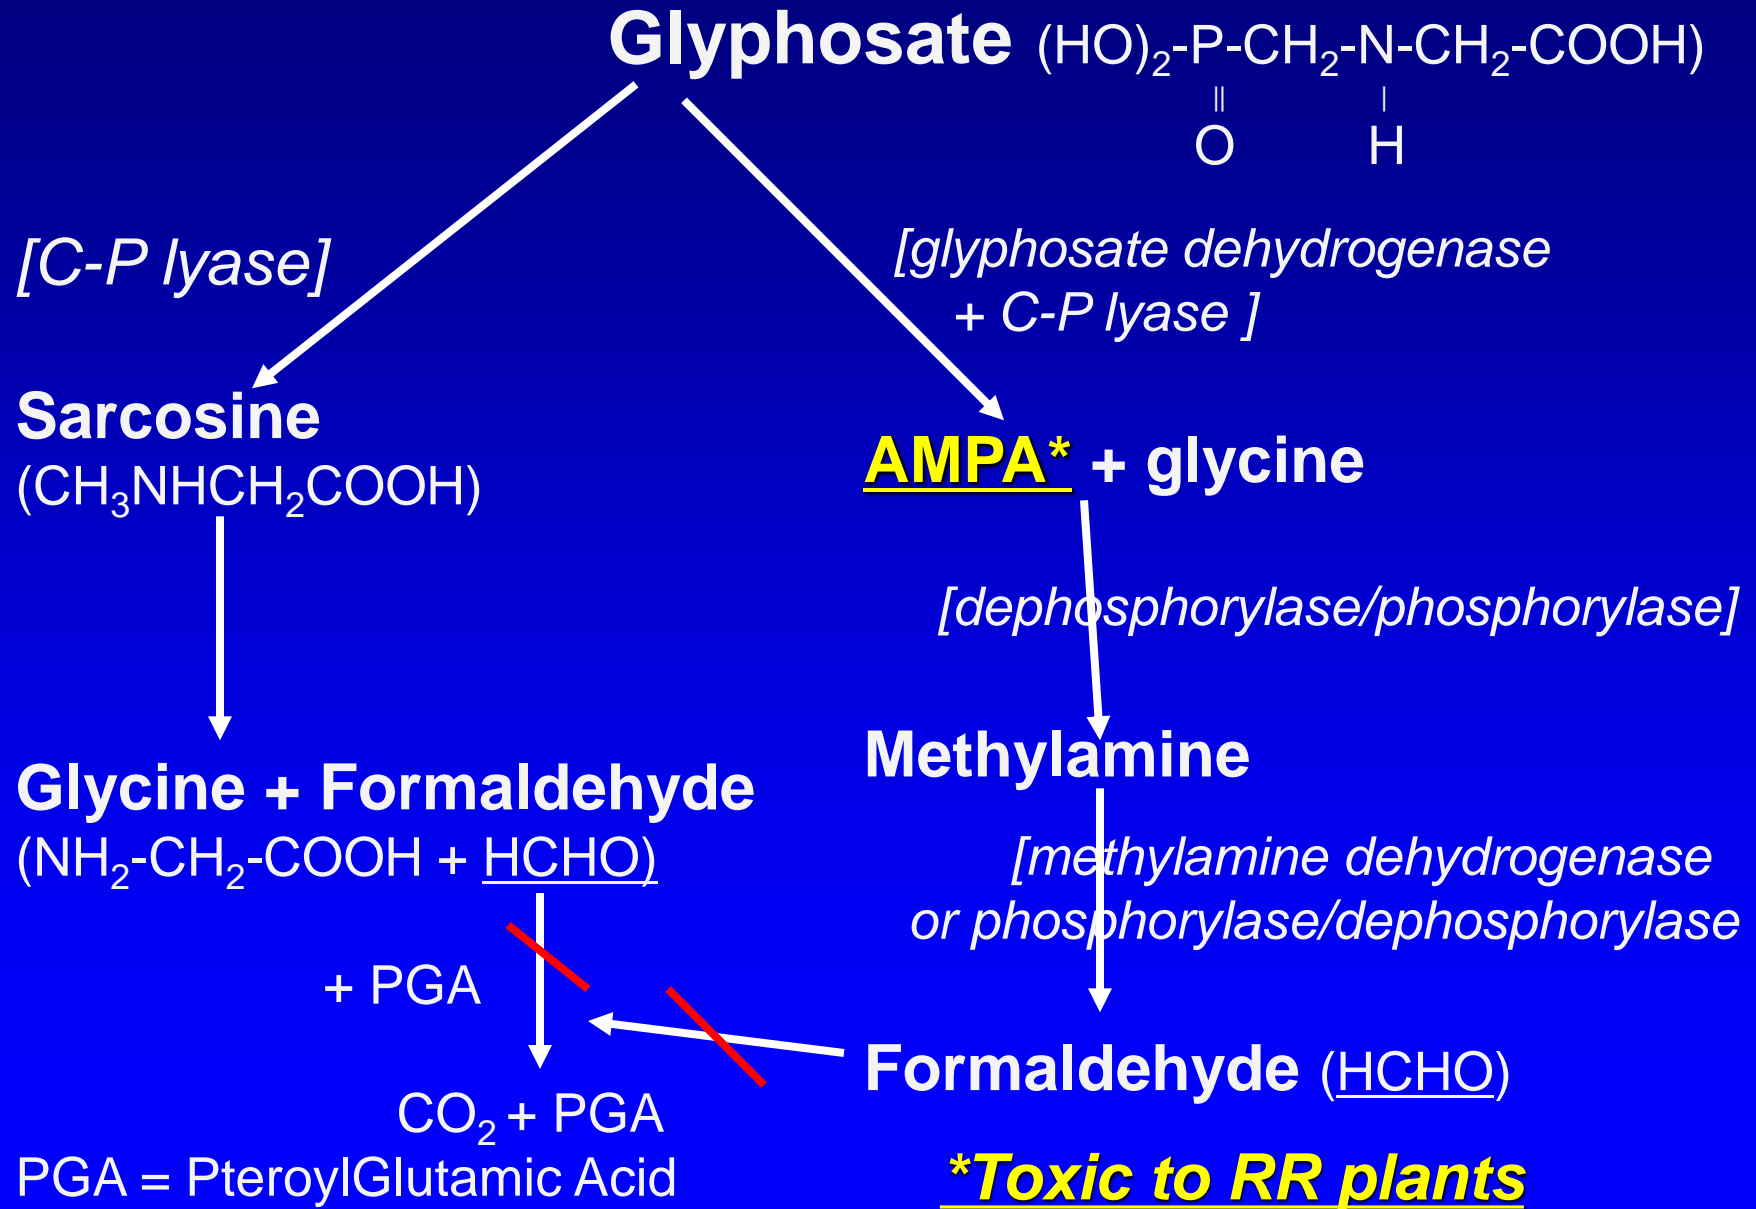 Glyphosate (HO)₂-P-CH₂-N-CH₂-COOH)
|| |
O H
[C-P lyase]
[glyphosate dehydrogenase
+ C-P lyase ]
Sarcosine
(CH₃NHCH₂COOH)
AMPA* + glycine
[dephosphorylase/phosphorylase]
Methylamine
Glycine + Formaldehyde
(NH₂-CH₂-COOH + HCHO)
[methylamine dehydrogenase
or phosphorylase/dephosphorylase
+ PGA
Formaldehyde (HCHO)
CO₂ + PGA
PGA = PteroylGlutamic Acid
*Toxic to RR plants